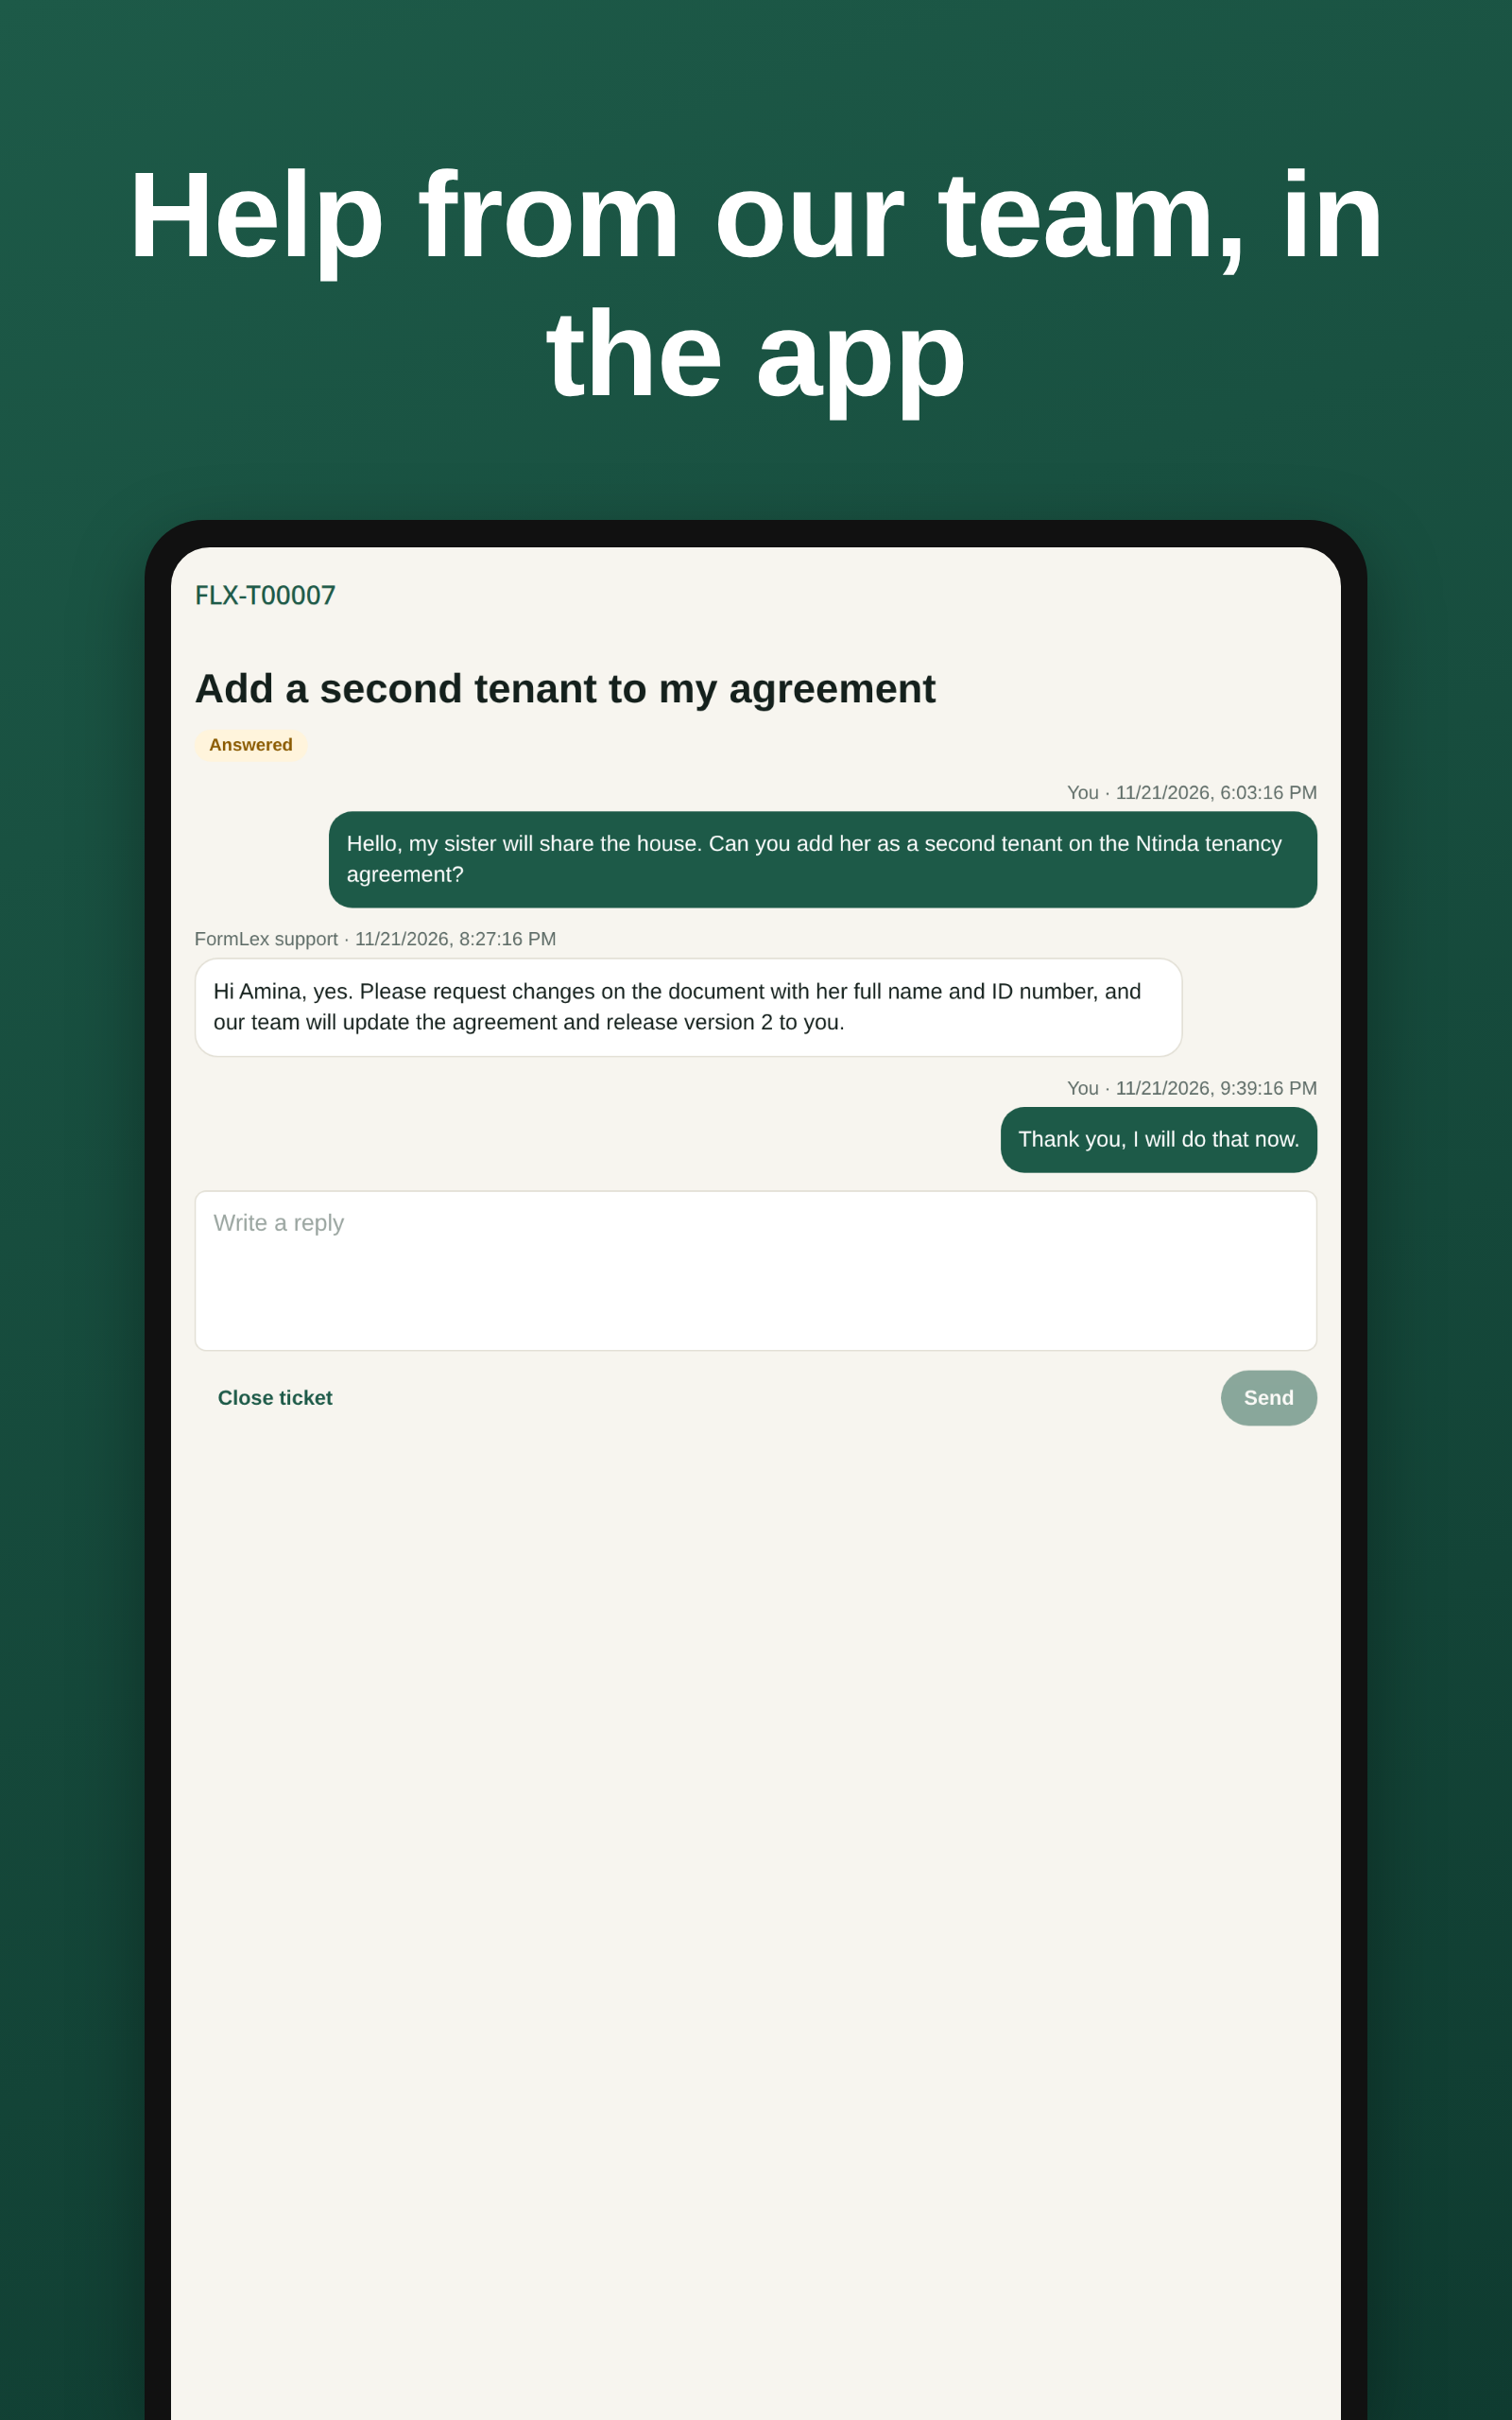 Help from our team, in
the app
FLX-T00007
Add a second tenant to my agreement
Answered
You · 11/21/2026, 6:03:16 PM
Hello, my sister will share the house. Can you add her as a second tenant on the Ntinda tenancy
agreement?
FormLex support · 11/21/2026, 8:27:16 PM
Hi Amina, yes. Please request changes on the document with her full name and ID number, and
our team will update the agreement and release version 2 to you.
You · 11/21/2026, 9:39:16 PM
Thank you, I will do that now.
Write a reply
Close ticket
Send